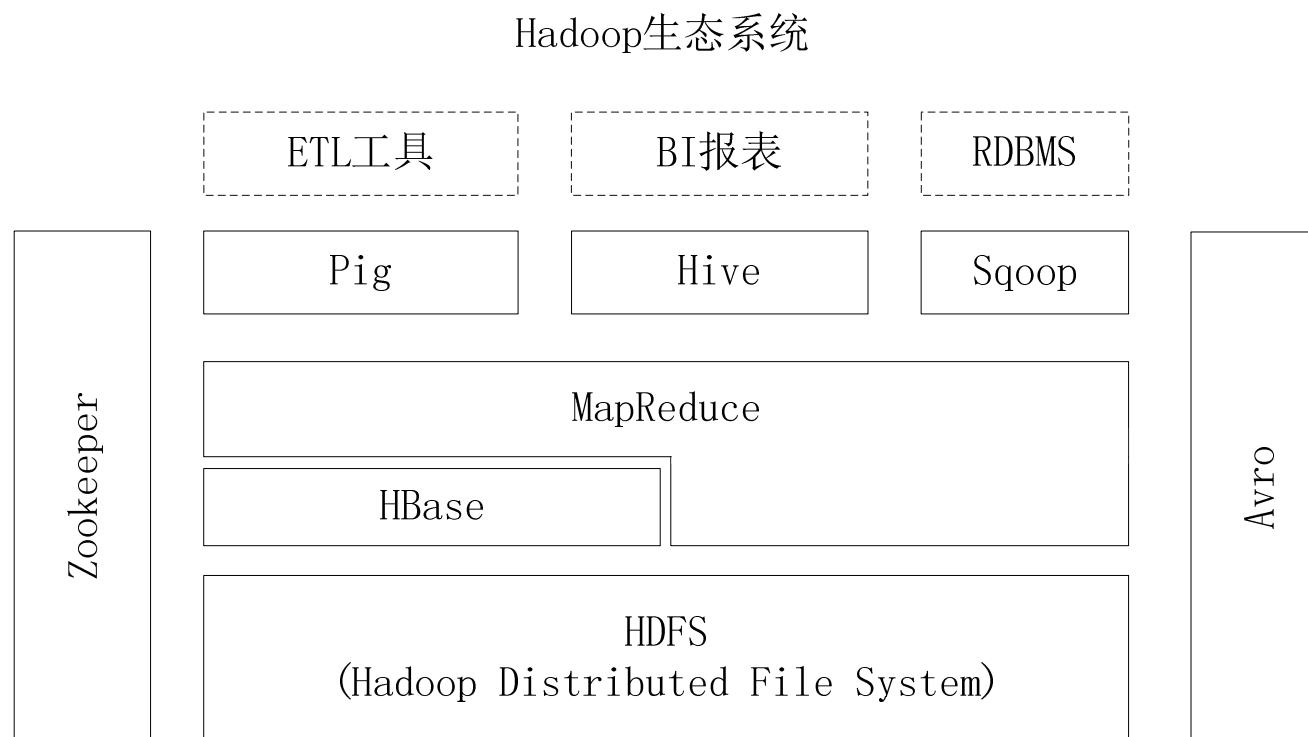 Hadoop生态系统
ETL工具
BI报表
RDBMS
Pig
Hive
Sqoop
Zookeeper
MapReduce
HBase
Avro
HDFS
(Hadoop Distributed File System)